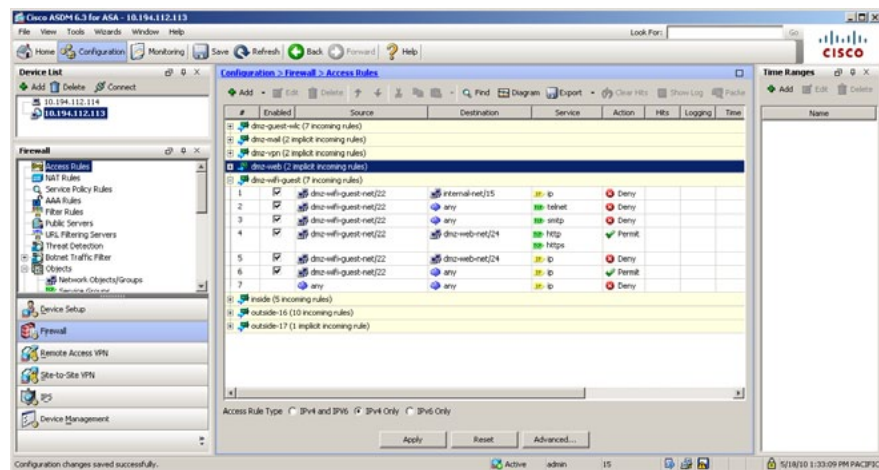 Cisco ASDM 6.3 for ASA - 10.194.112.113
File View Tools Wizards Window Help
Look For: Go
Home Configuration Monitoring Save Refresh Back Forward Help
CISCO
Device List
Add Delete Connect
10.194.112.114
10.194.112.113
Firewall
Access Rules
NAT Rules
Service Policy Rules
AAA Rules
Filter Rules
Public Servers
URL Filtering Servers
Threat Detection
Botnet Traffic Filter
Objects
Network Objects/Groups
Service Groups
Device Setup
Firewall
Remote Access VPN
Site-to-Site VPN
IPS
Device Management
Configuration > Firewall > Access Rules
Add Edit Delete Find Diagram Export Clear Hits Show Log Packe
# Enabled Source Destination Service Action Hits Logging Time
dmz-guest-wlc (7 incoming rules)
dmz-mail (2 implicit incoming rules)
dmz-vpn (2 implicit incoming rules)
dmz-web (2 implicit incoming rules)
dmz-wifi-guest (7 incoming rules)
1 dmz-wifi-guest-net/22 internal-net/15 ip Deny
2 dmz-wifi-guest-net/22 any telnet Deny
3 dmz-wifi-guest-net/22 any smtp Deny
4 dmz-wifi-guest-net/22 dmz-web-net/24 http Permit
https
5 dmz-wifi-guest-net/22 dmz-web-net/24 ip Deny
6 dmz-wifi-guest-net/22 any ip Permit
7 any any ip Deny
inside (5 incoming rules)
outside-16 (10 incoming rules)
outside-17 (1 implicit incoming rule)
Access Rule Type IPv4 and IPv6 IPv4 Only IPv6 Only
Apply Reset Advanced...
Time Ranges
Add Edit Delete
Name
Configuration changes saved successfully.
Active admin 15
5/18/10 1:33:09 PM PACIFIC